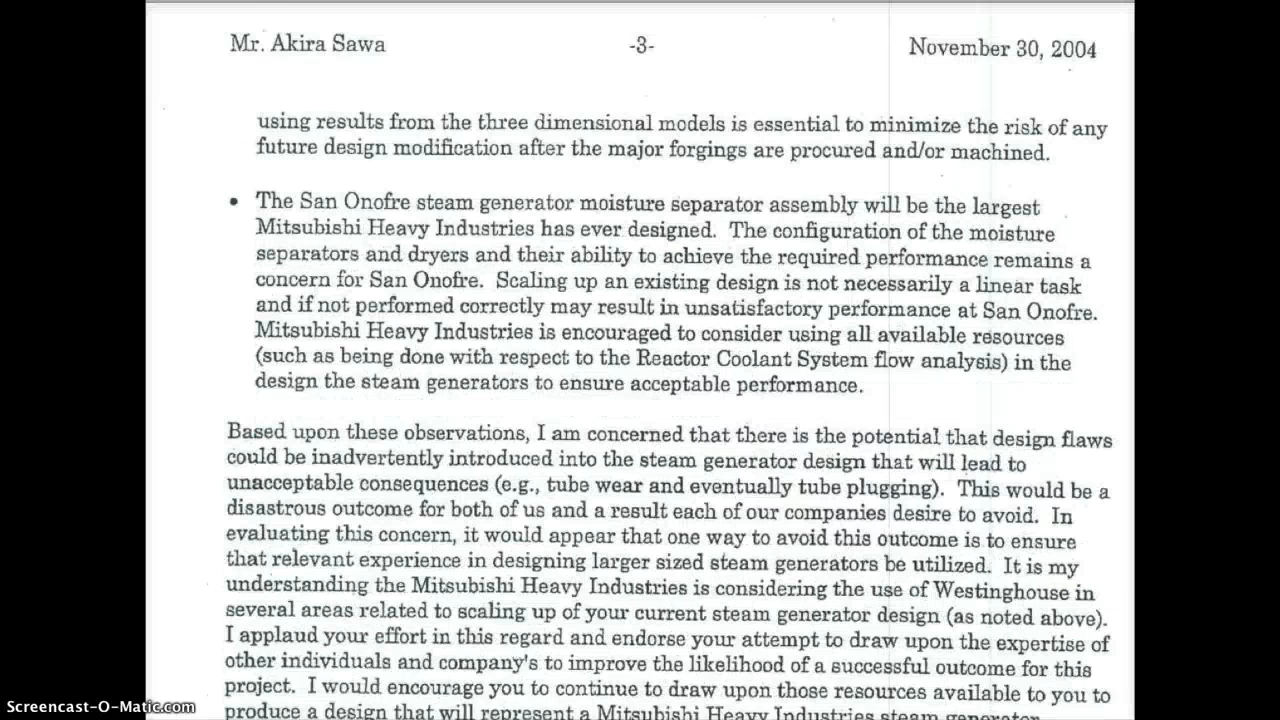 Mr. Akira Sawa -3- November 30, 2004
using results from the three dimensional models is essential to minimize the risk of any
future design modification after the major forgings are procured and/or machined.
• The San Onofre steam generator moisture separator assembly will be the largest
Mitsubishi Heavy Industries has ever designed. The configuration of the moisture
separators and dryers and their ability to achieve the required performance remains a
concern for San Onofre. Scaling up an existing design is not necessarily a linear task
and if not performed correctly may result in unsatisfactory performance at San Onofre.
Mitsubishi Heavy Industries is encouraged to consider using all available resources
(such as being done with respect to the Reactor Coolant System flow analysis) in the
design the steam generators to ensure acceptable performance.
Based upon these observations, I am concerned that there is the potential that design flaws
could be inadvertently introduced into the steam generator design that will lead to
unacceptable consequences (e.g., tube wear and eventually tube plugging). This would be a
disastrous outcome for both of us and a result each of our companies desire to avoid. In
evaluating this concern, it would appear that one way to avoid this outcome is to ensure
that relevant experience in designing larger sized steam generators be utilized. It is my
understanding the Mitsubishi Heavy Industries is considering the use of Westinghouse in
several areas related to scaling up of your current steam generator design (as noted above).
I applaud your effort in this regard and endorse your attempt to draw upon the expertise of
other individuals and company's to improve the likelihood of a successful outcome for this
project. I would encourage you to continue to draw upon those resources available to you to
produce a design that will represent a Mitsubishi Heavy Industries steam generator
Screencast-O-Matic.com